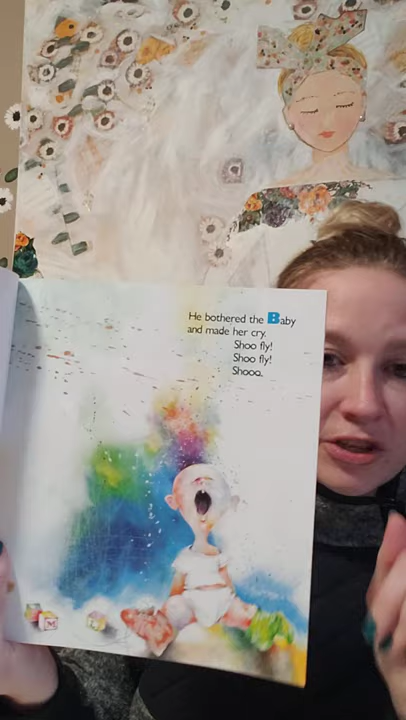 He bothered the Baby
and made her cry.
Shoo fly!
Shoo fly!
Shooo.
M